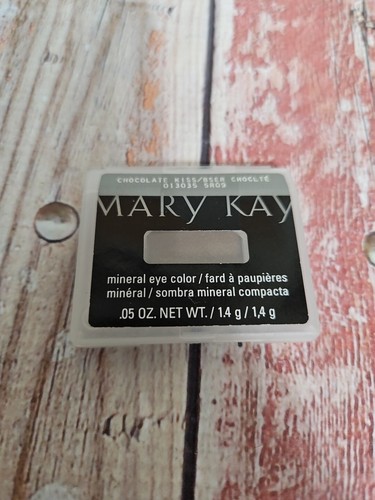 CHOCOLATE KISS/BSER CHOCLTE
013035 5R09
MARY KAY
mineral eye color / fard à paupières
minéral / sombra mineral compacta
.05 OZ. NET WT. / 1.4 g / 1,4 g